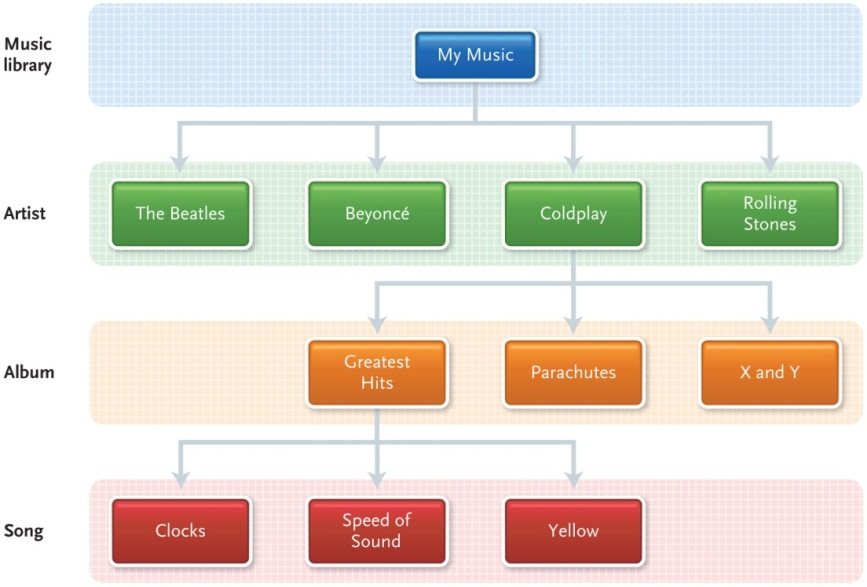 Music
library
My Music
Artist
The Beatles
Beyoncé
Coldplay
Rolling
Stones
Album
Greatest
Hits
Parachutes
X and Y
Song
Clocks
Speed of
Sound
Yellow